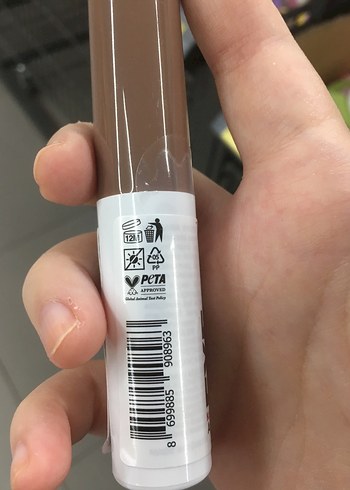 12M
05
PP
PETA
APPROVED
Global Animal Test Policy
8 699885 908963